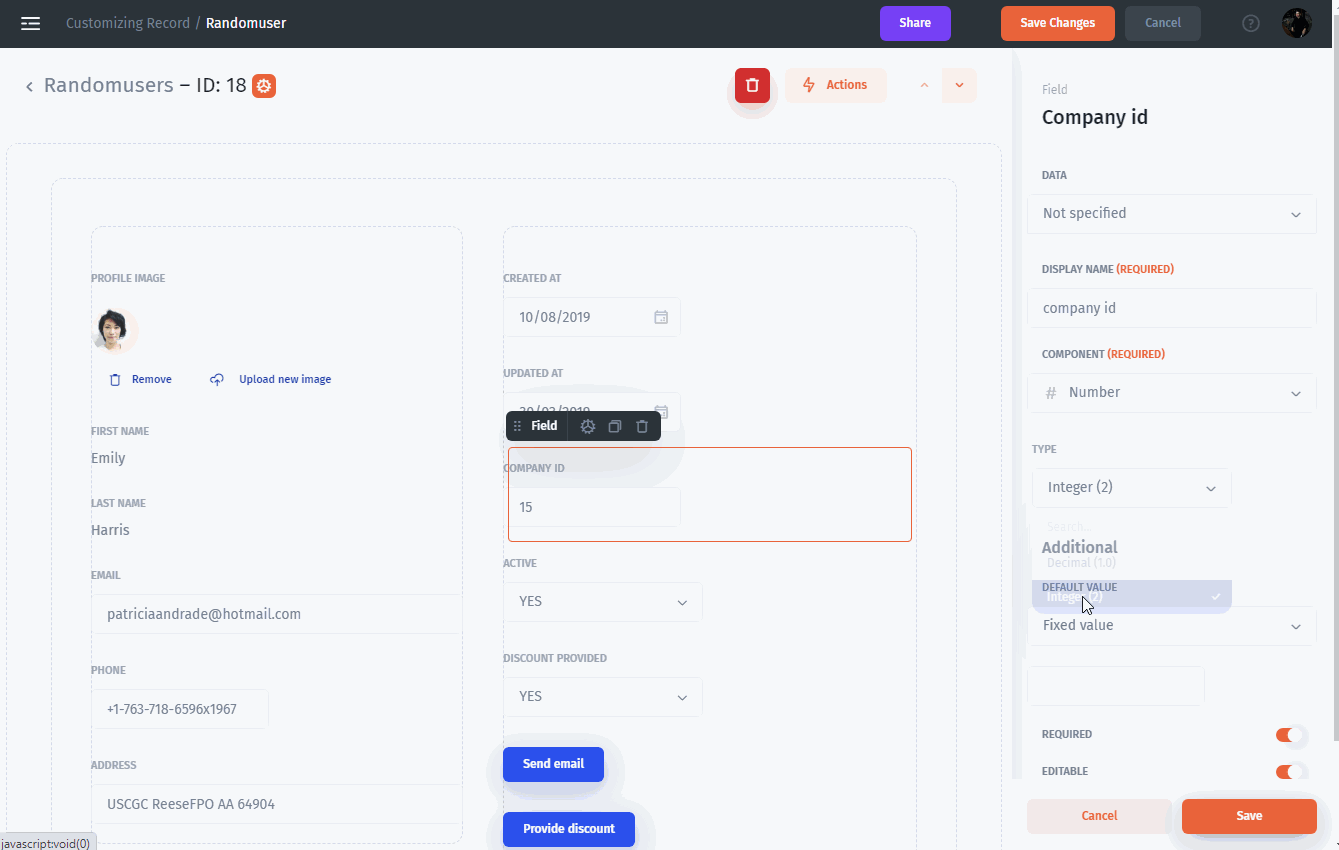 Customizing Record / Randomuser
Share
Save Changes
Cancel
?
Randomusers – ID: 18
Actions
PROFILE IMAGE
Remove
Upload new image
FIRST NAME
Emily
LAST NAME
Harris
EMAIL
patriciaandrade@hotmail.com
PHONE
+1-763-718-6596x1967
ADDRESS
USCGC ReeseFPO AA 64904
CREATED AT
10/08/2019
UPDATED AT
30/03/2019
Field
COMPANY ID
15
ACTIVE
YES
DISCOUNT PROVIDED
YES
Send email
Provide discount
Field
Company id
DATA
Not specified
DISPLAY NAME (REQUIRED)
company id
COMPONENT (REQUIRED)
# Number
TYPE
Integer (2)
Search...
Additional
Decimal (1.0)
DEFAULT VALUE
Integer (2)
Fixed value
REQUIRED
EDITABLE
Cancel
Save
javascript:void(0)